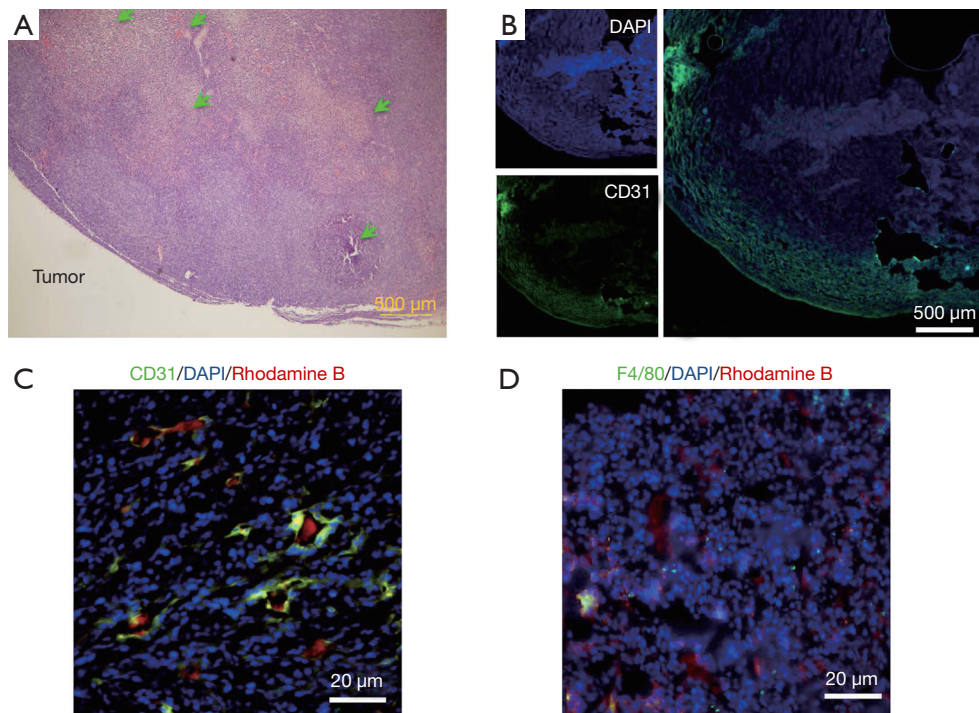 A
Tumor
500 μm
B
DAPI
CD31
500 μm
C
CD31/DAPI/Rhodamine B
20 μm
D
F4/80/DAPI/Rhodamine B
20 μm